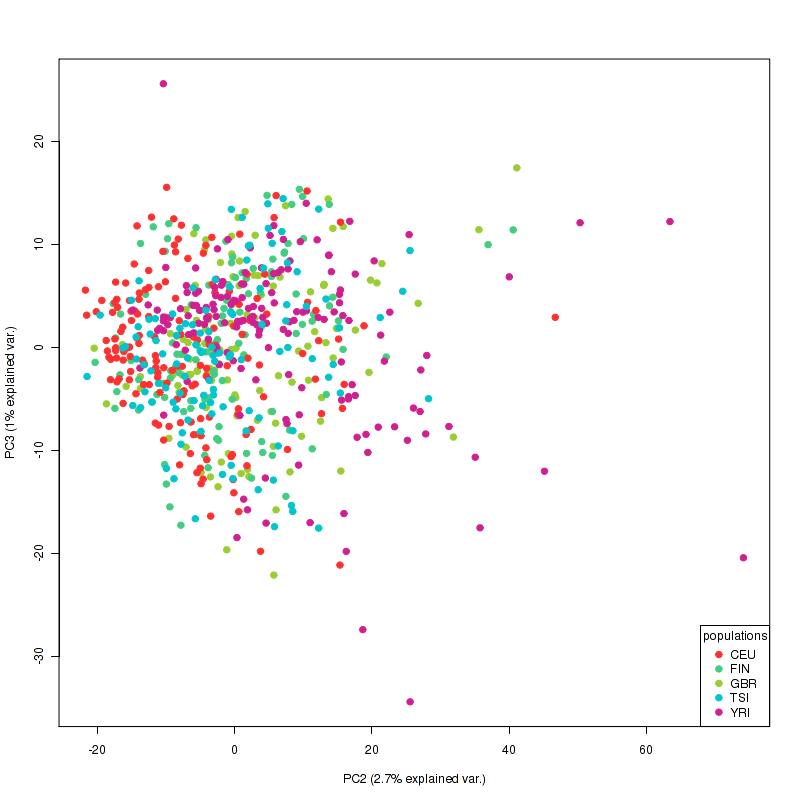 20
10
0
-10
-20
-30
PC3 (1% explained var.)
populations
CEU
FIN
GBR
TSI
YRI
-20 0 20 40 60
PC2 (2.7% explained var.)